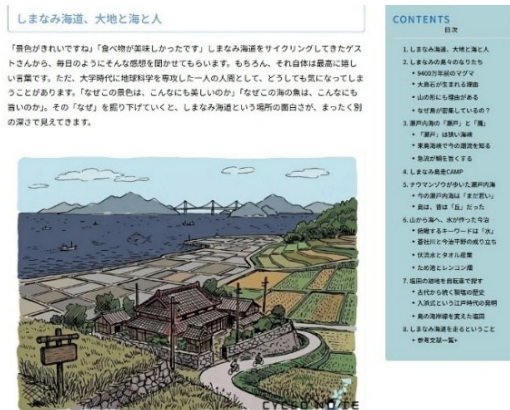 しまなみ海道、大地と海と人
「景色がきれいですね」「食べ物が美味しかったです」しまなみ海道をサイクリングしてきたゲス
トさんから、毎日のようにそんな感想を聞かせてもらいます。もちろん、それ自体は最高に嬉し
い言葉です。ただ、大学時代に地球科学を専攻した一人の人間として、どうしても気になってしま
うことがあります。「なぜこの景色は、こんなにも美しいのか」「なぜこの海の魚は、こんなにも
旨いのか」。その「なぜ」を掘り下げていくと、しまなみ海道という場所の面白さが、まったく別
の深さで見えてきます。
CYCLO NOTE
CONTENTS
目次
1. しまなみ海道、大地と海と人
2. しまなみの島々のなりたち
• 9400万年前のマグマ
• 大島石が生まれる理由
• 山の形にも理由がある
• なぜ島が密集しているの?
3. 瀬戸内海の「瀬戸」と「灘」
• 「瀬戸」は狭い海峡
• 来島海峡で今の潮流を知る
• 急流が鯛を旨くする
4. しまなみ島走CAMP
5. ナウマンゾウが歩いた瀬戸内海
• 今の瀬戸内海は「まだ若い」
• 島は、昔は「丘」だった
6. 山から海へ、水が作った今治
• 俯瞰するキーワードは「水」
• 蒼社川と今治平野の成り立ち
• 伏流水とタオル産業
• ため池とレンコン畑
7. 塩田の跡地を自転車で探す
• 古代から続く製塩の歴史
• 入浜式という江戸時代の発明
• 島の海岸線を変えた塩田
8. しまなみ海道を走るということ
• 参考文献一覧+